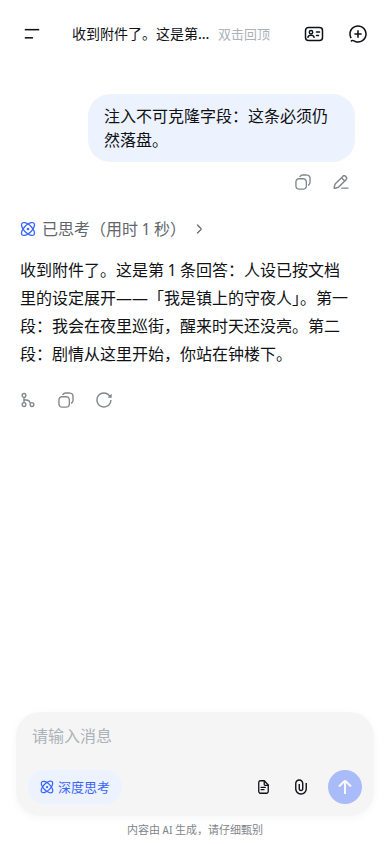 收到附件了。这是第... 双击回顶
注入不可克隆字段：这条必须仍
然落盘。
已思考（用时 1 秒）
收到附件了。这是第 1 条回答：人设已按文档
里的设定展开——「我是镇上的守夜人」。第一
段：我会在夜里巡街，醒来时天还没亮。第二
段：剧情从这里开始，你站在钟楼下。
请输入消息
深度思考
内容由 AI 生成，请仔细甄别